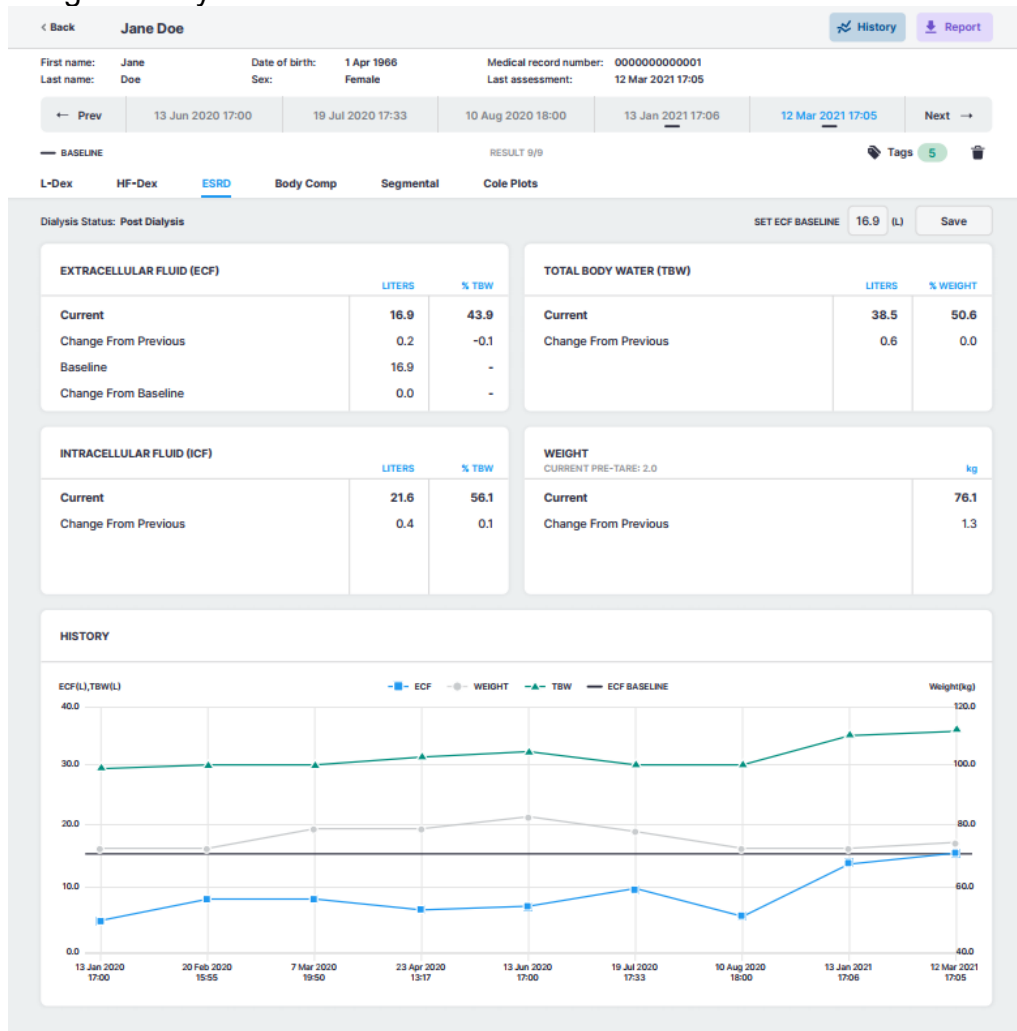 < Back Jane Doe History Report
First name: Jane Date of birth: 1 Apr 1966 Medical record number: 0000000000001
Last name: Doe Sex: Female Last assessment: 12 Mar 2021 17:05
← Prev 13 Jun 2020 17:00 19 Jul 2020 17:33 10 Aug 2020 18:00 13 Jan 2021 17:06 12 Mar 2021 17:05 Next →
BASELINE RESULT 9/9 Tags 5
L-Dex HF-Dex ESRD Body Comp Segmental Cole Plots
Dialysis Status: Post Dialysis SET ECF BASELINE 16.9 (L) Save
EXTRACELLULAR FLUID (ECF)
LITERS % TBW
Current 16.9 43.9
Change From Previous 0.2 -0.1
Baseline 16.9 -
Change From Baseline 0.0 -
TOTAL BODY WATER (TBW)
LITERS % WEIGHT
Current 38.5 50.6
Change From Previous 0.6 0.0
INTRACELLULAR FLUID (ICF)
LITERS % TBW
Current 21.6 56.1
Change From Previous 0.4 0.1
WEIGHT
CURRENT PRE-TARE: 2.0 kg
Current 76.1
Change From Previous 1.3
HISTORY
ECF(L),TBW(L) ECF WEIGHT TBW ECF BASELINE Weight(kg)
40.0 120.0
30.0 100.0
20.0 80.0
10.0 60.0
0.0 40.0
13 Jan 2020 20 Feb 2020 7 Mar 2020 23 Apr 2020 13 Jun 2020 19 Jul 2020 10 Aug 2020 13 Jan 2021 12 Mar 2021
17:00 15:55 19:50 13:17 17:00 17:33 18:00 17:06 17:05